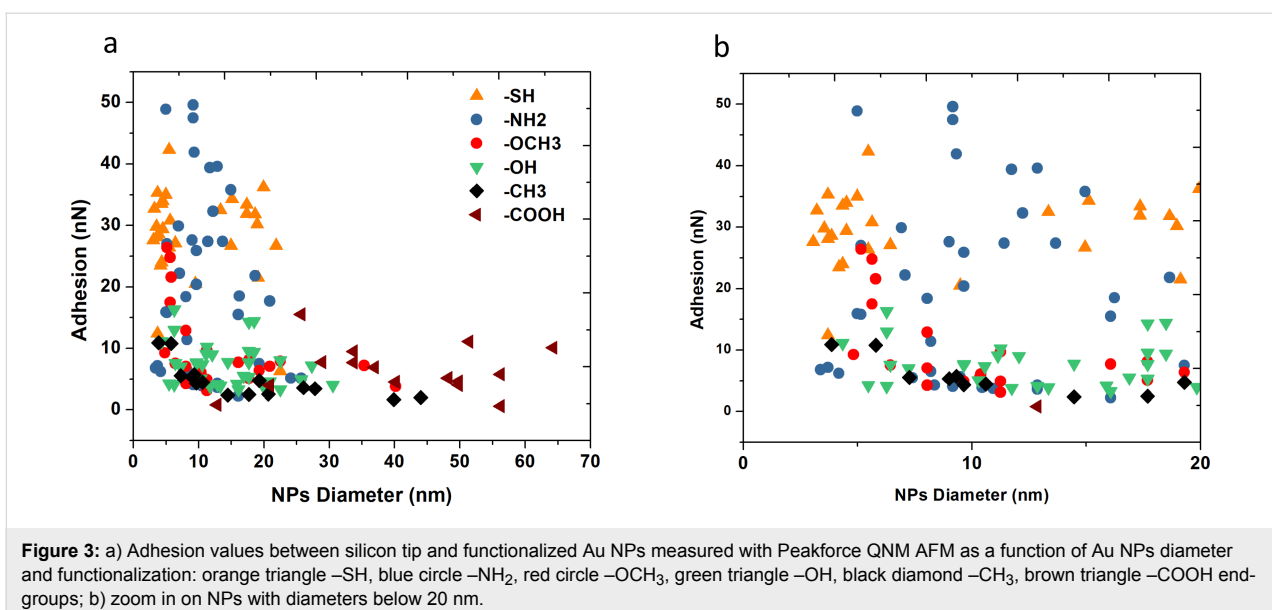 a
50
40
30
20
10
0
Adhesion (nN)
0 10 20 30 40 50 60 70
NPs Diameter (nm)
-SH
-NH2
-OCH3
-OH
-CH3
-COOH
b
50
40
30
20
10
0
Adhesion (nN)
0 10 20
NPs Diameter (nm)
Figure 3: a) Adhesion values between silicon tip and functionalized Au NPs measured with Peakforce QNM AFM as a function of Au NPs diameter
and functionalization: orange triangle –SH, blue circle –NH₂, red circle –OCH₃, green triangle –OH, black diamond –CH₃, brown triangle –COOH end-
groups; b) zoom in on NPs with diameters below 20 nm.